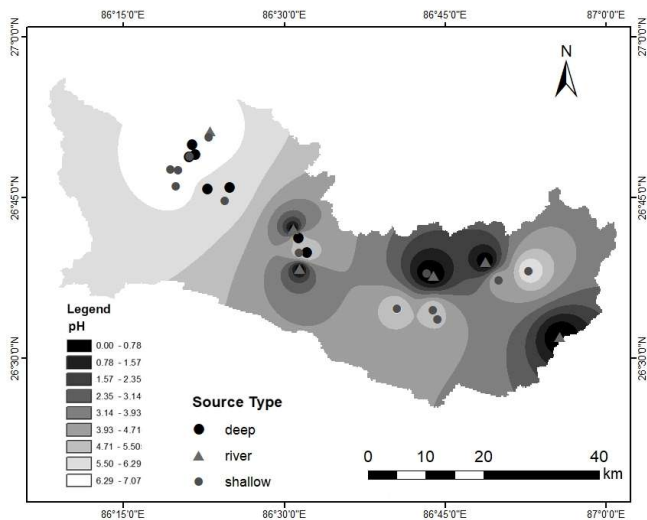 86°15'0"E 86°30'0"E 86°45'0"E 87°0'0"E
27°0'0"N 27°0'0"N
N
26°45'0"N 26°45'0"N
26°30'0"N 26°30'0"N
Legend
pH
0.00 - 0.78
0.78 - 1.57
1.57 - 2.35
2.35 - 3.14
3.14 - 3.93
3.93 - 4.71
4.71 - 5.50
5.50 - 6.29
6.29 - 7.07
Source Type
deep
river
shallow
0 10 20 40
km
86°15'0"E 86°30'0"E 86°45'0"E 87°0'0"E